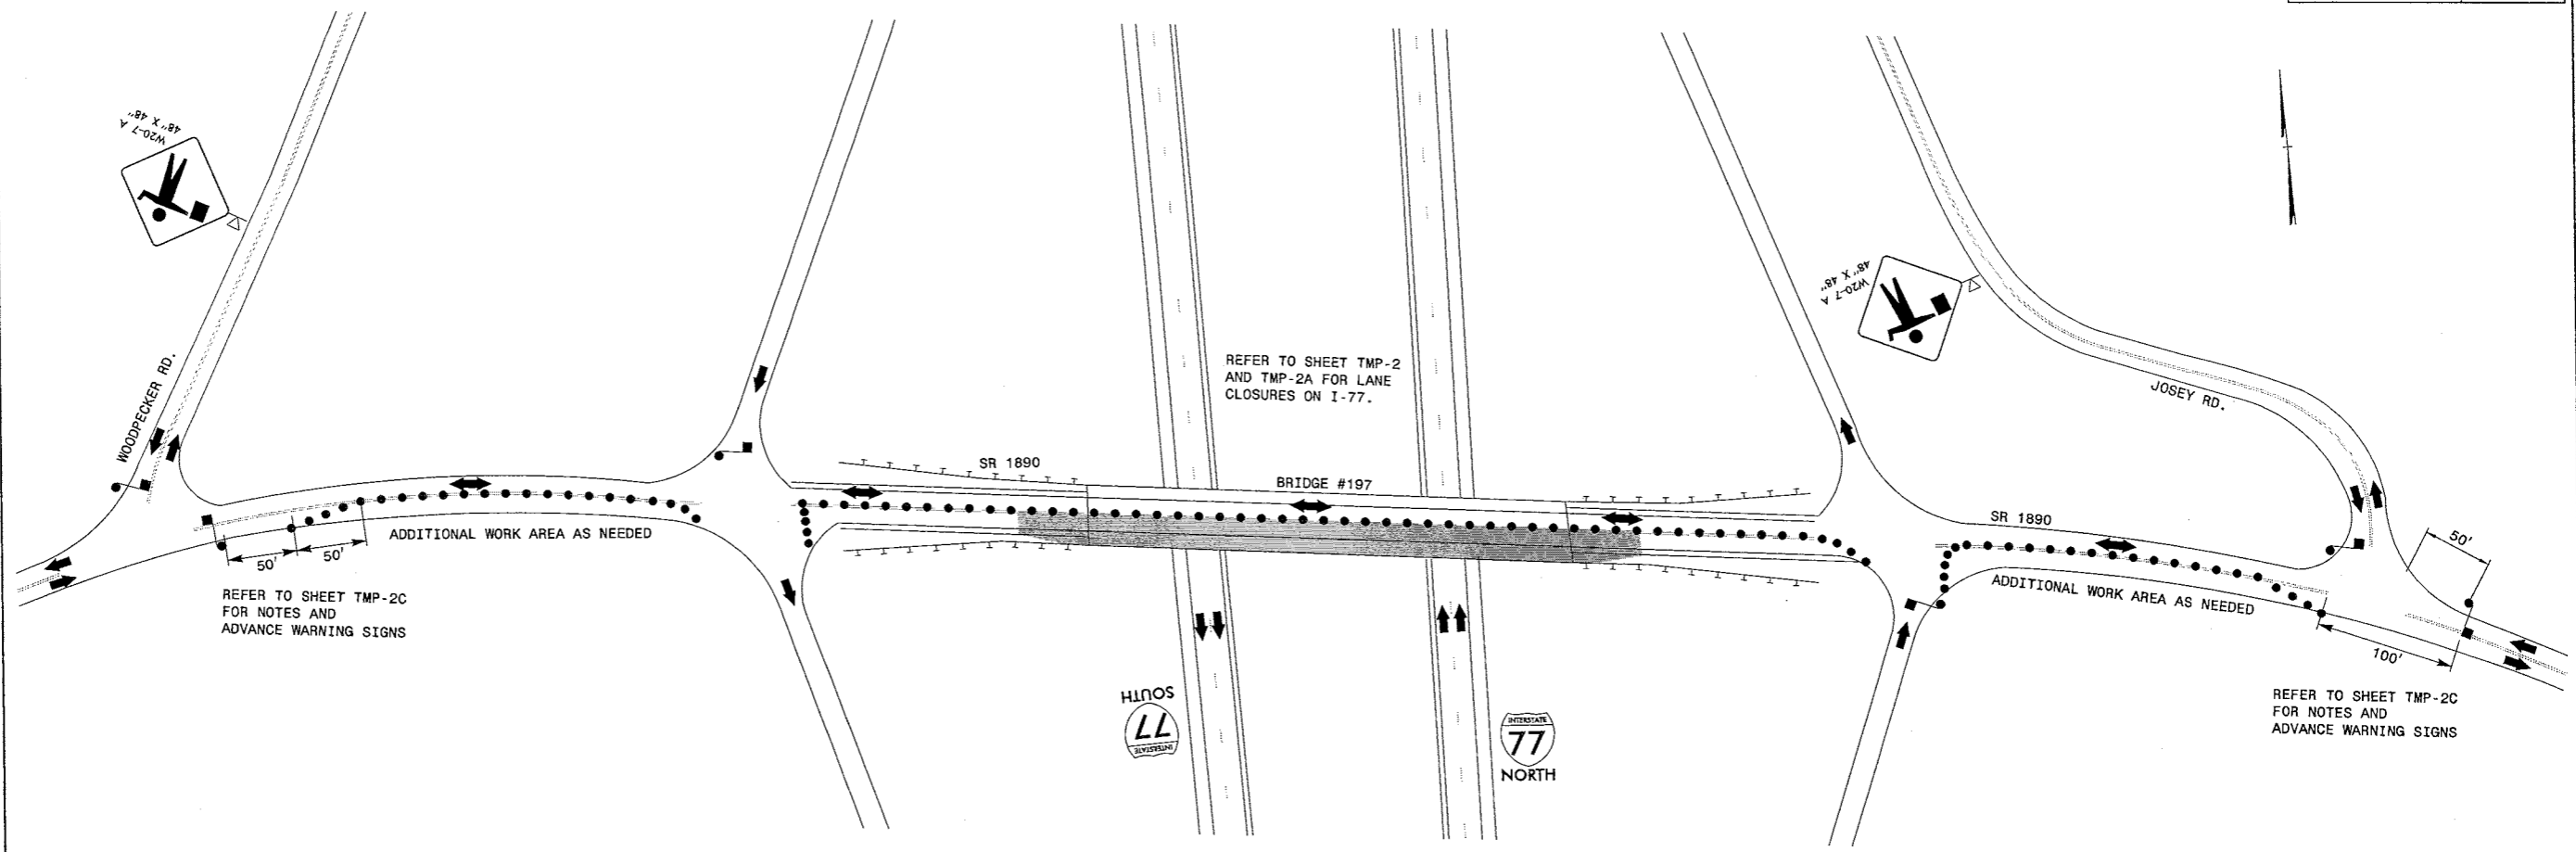 W20-7 A
48" X 48"
WOODPECKER RD.
50'
50'
ADDITIONAL WORK AREA AS NEEDED
REFER TO SHEET TMP-2C
FOR NOTES AND
ADVANCE WARNING SIGNS
SR 1890
BRIDGE #197
REFER TO SHEET TMP-2
AND TMP-2A FOR LANE
CLOSURES ON I-77.
SOUTH
77
INTERSTATE
INTERSTATE
77
NORTH
W20-7 A
48" X 48"
JOSEY RD.
SR 1890
ADDITIONAL WORK AREA AS NEEDED
50'
100'
REFER TO SHEET TMP-2C
FOR NOTES AND
ADVANCE WARNING SIGNS